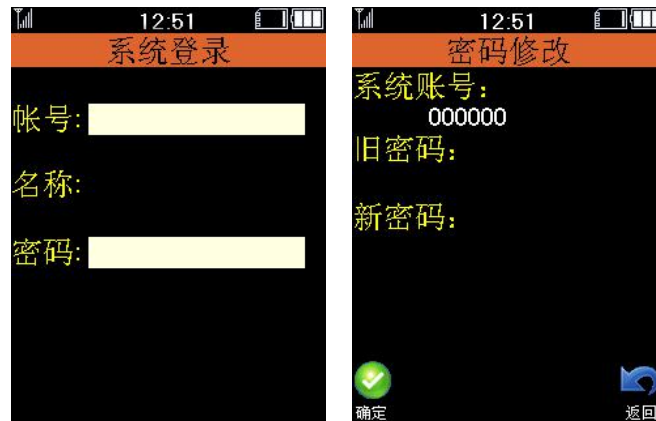 12:51
系统登录
帐号:
名称:
密码:
12:51
密码修改
系统账号：
000000
旧密码：
新密码：
确定
返回